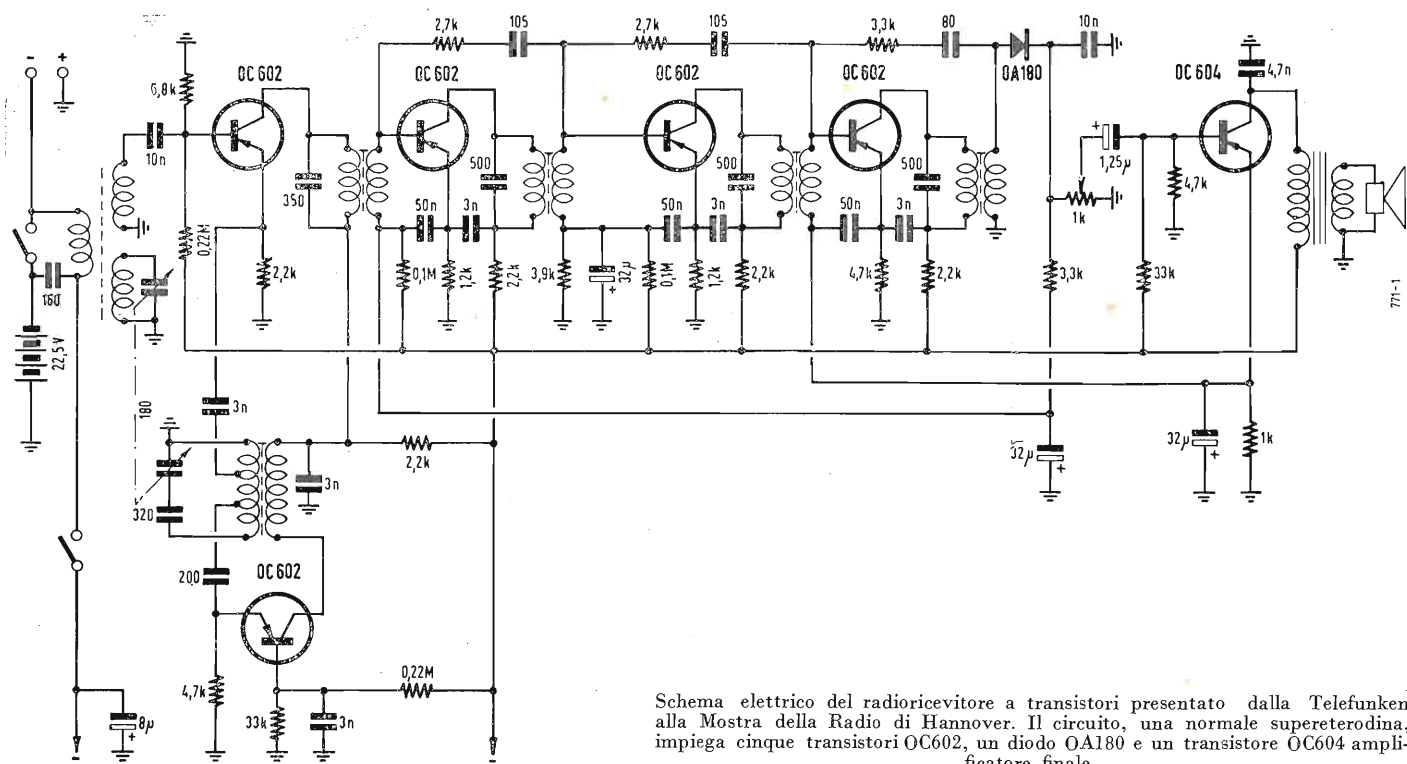 - +
2,7k 105 2,7k 105 3,3k 80 10n
6,8k OC602 OC602 OC602 OC602 OA180 OC604 4,7n
10n 350 500 500 500 1,25µ + 4,7k
0,22M 50n 3n 50n 3n 50n 3n 1k
160 2,2k 0,1M 1,2k 2,2k 3,9k 32µ + 0,1M 1,2k 2,2k 4,7k 2,2k 3,3k 33k
771-1
22,5V
180 3n
2,2k 32µ + 32µ + 1k
3n
320
200 OC602
0,22M
4,7k 33k 3n
8µ +
- -
Schema elettrico del radioricevitore a transistori presentato dalla Telefunken
alla Mostra della Radio di Hannover. Il circuito, una normale supereterodina,
impiega cinque transistori OC602, un diodo OA180 e un transistore OC604 ampli-
ficatore finale.